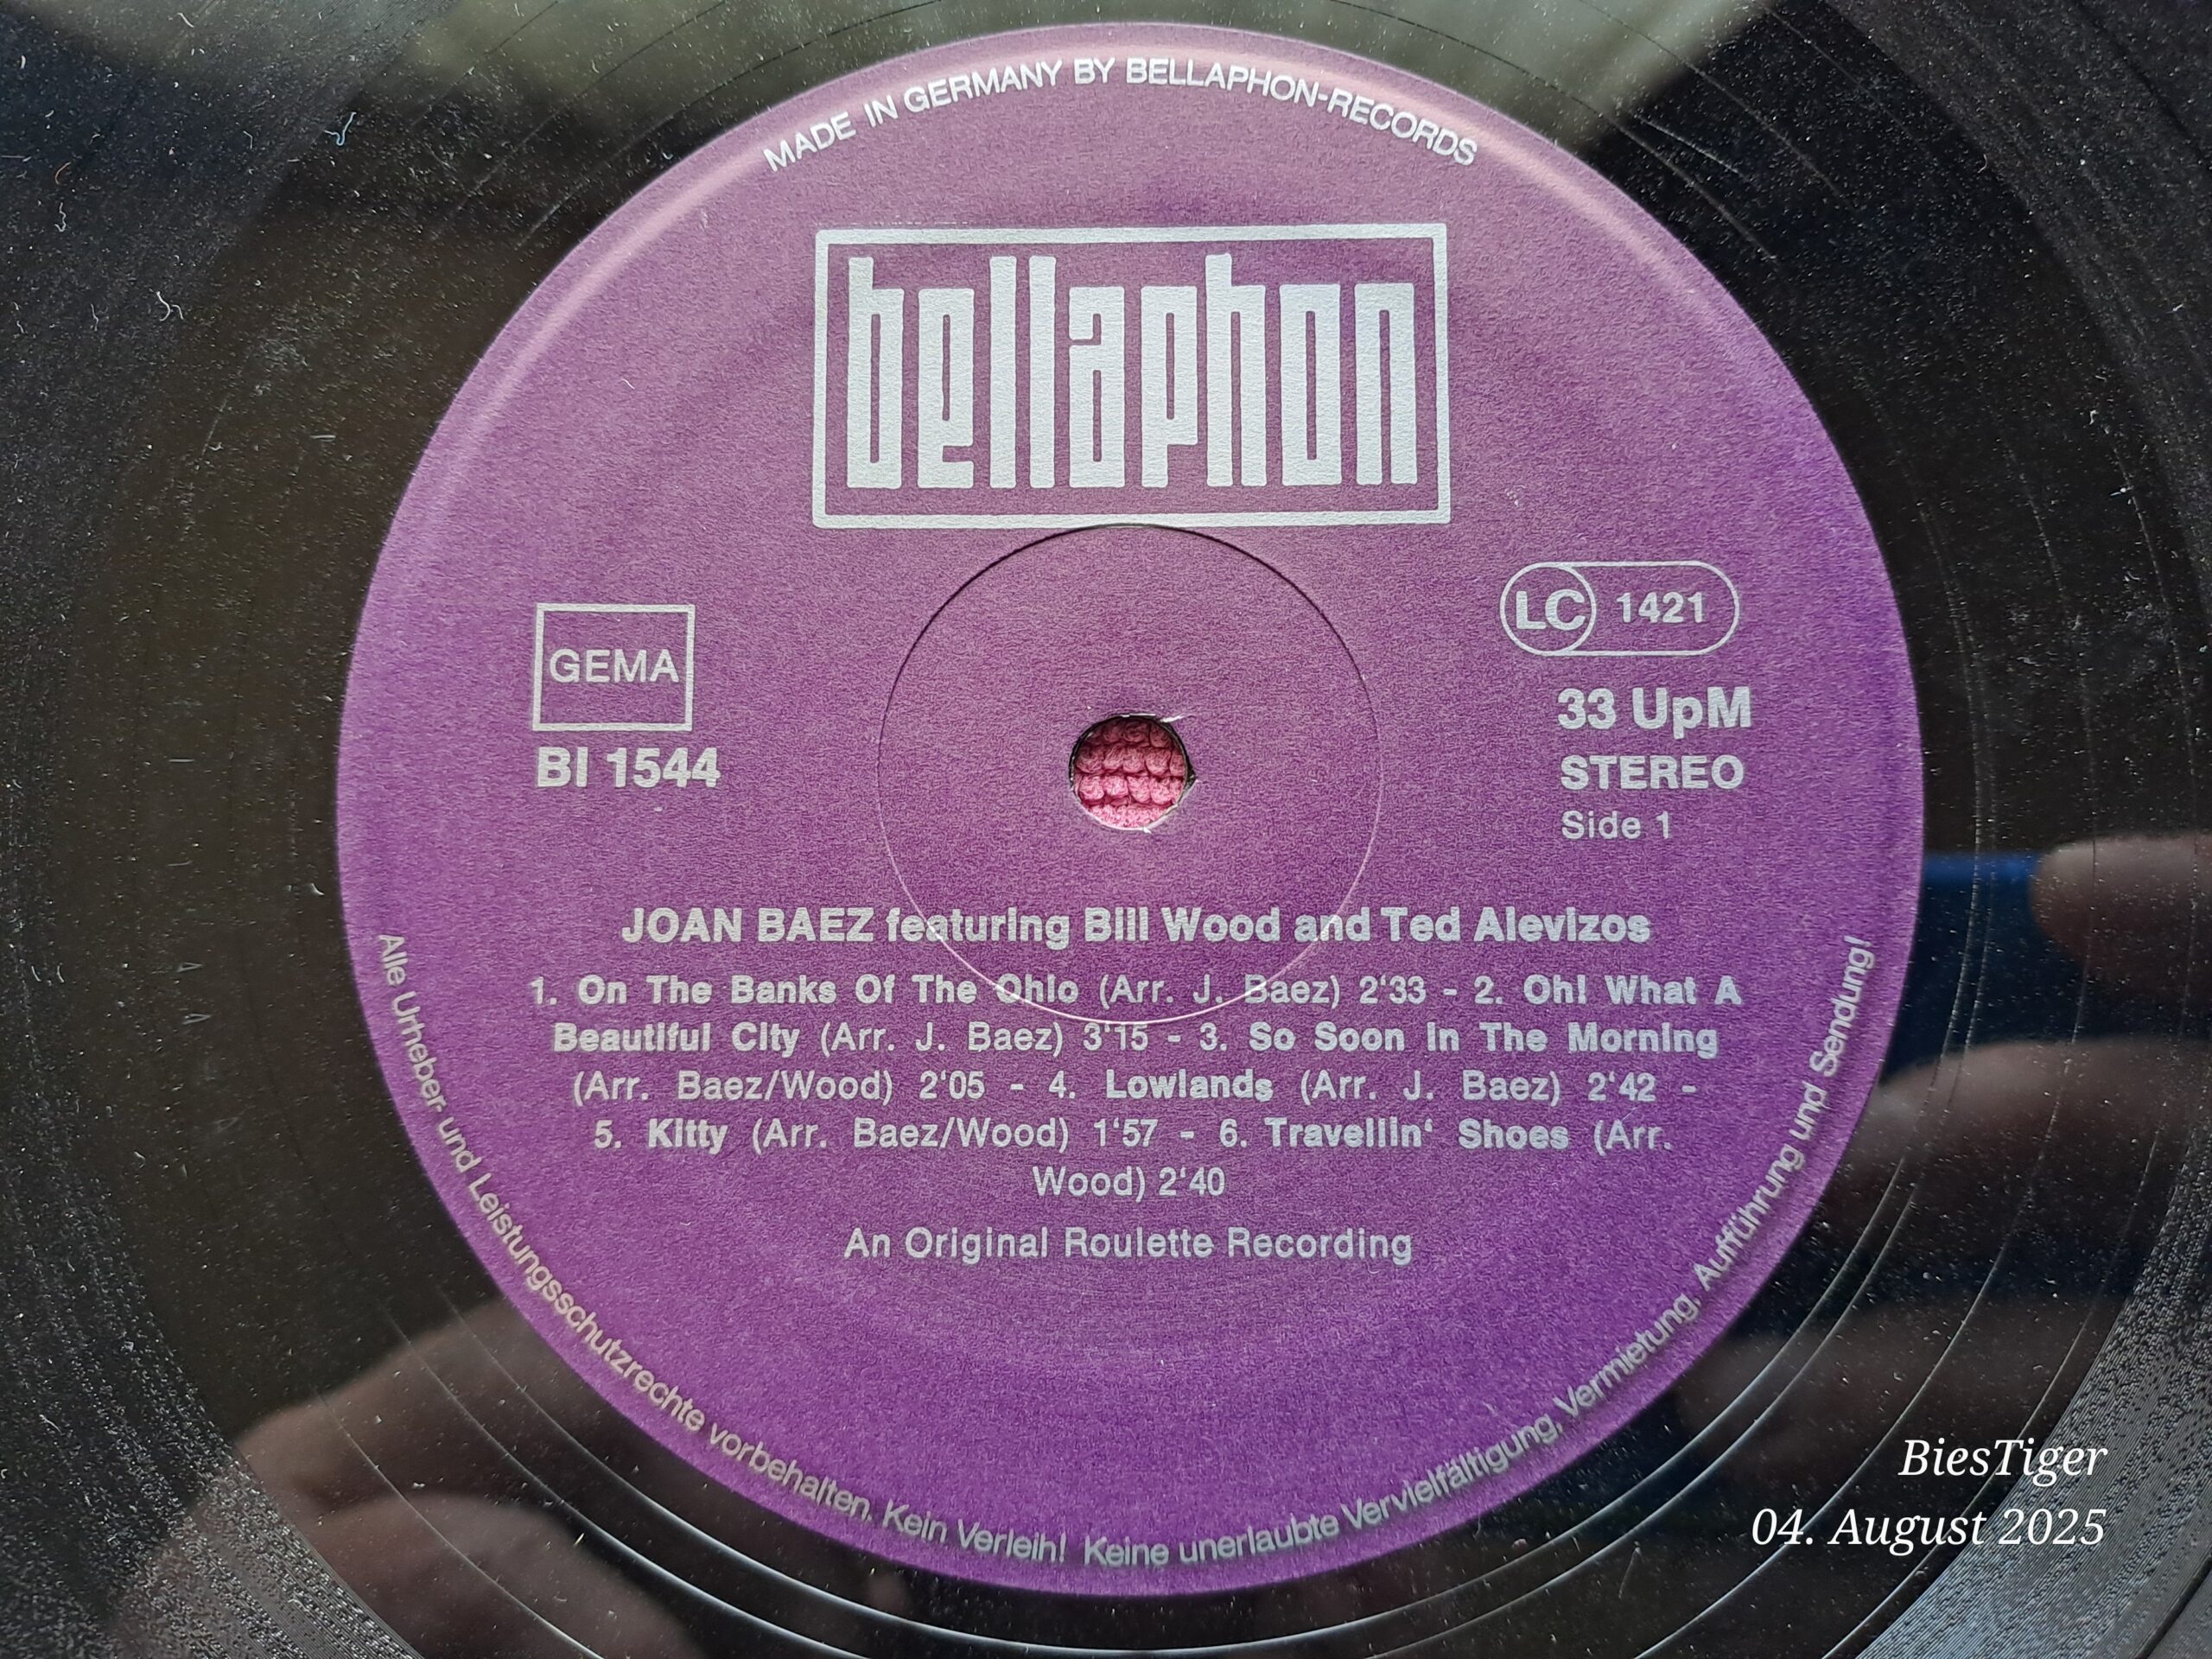 MADE IN GERMANY BY BELLAPHON-RECORDS
bellaphon
GEMA
BI 1544
LC 1421
33 UpM
STEREO
Side 1
JOAN BAEZ featuring Bill Wood and Ted Alevizos
1. On The Banks Of The Ohio (Arr. J. Baez) 2'33 - 2. Oh! What A
Beautiful City (Arr. J. Baez) 3'15 - 3. So Soon In The Morning
(Arr. Baez/Wood) 2'05 - 4. Lowlands (Arr. J. Baez) 2'42 -
5. Kitty (Arr. Baez/Wood) 1'57 - 6. Travellin' Shoes (Arr.
Wood) 2'40
An Original Roulette Recording
Alle Urheber- und Leistungsschutzrechte vorbehalten. Kein Verleih! Keine unerlaubte Vervielfältigung, Vermietung, Aufführung und Sendung!
BiesTiger
04. August 2025